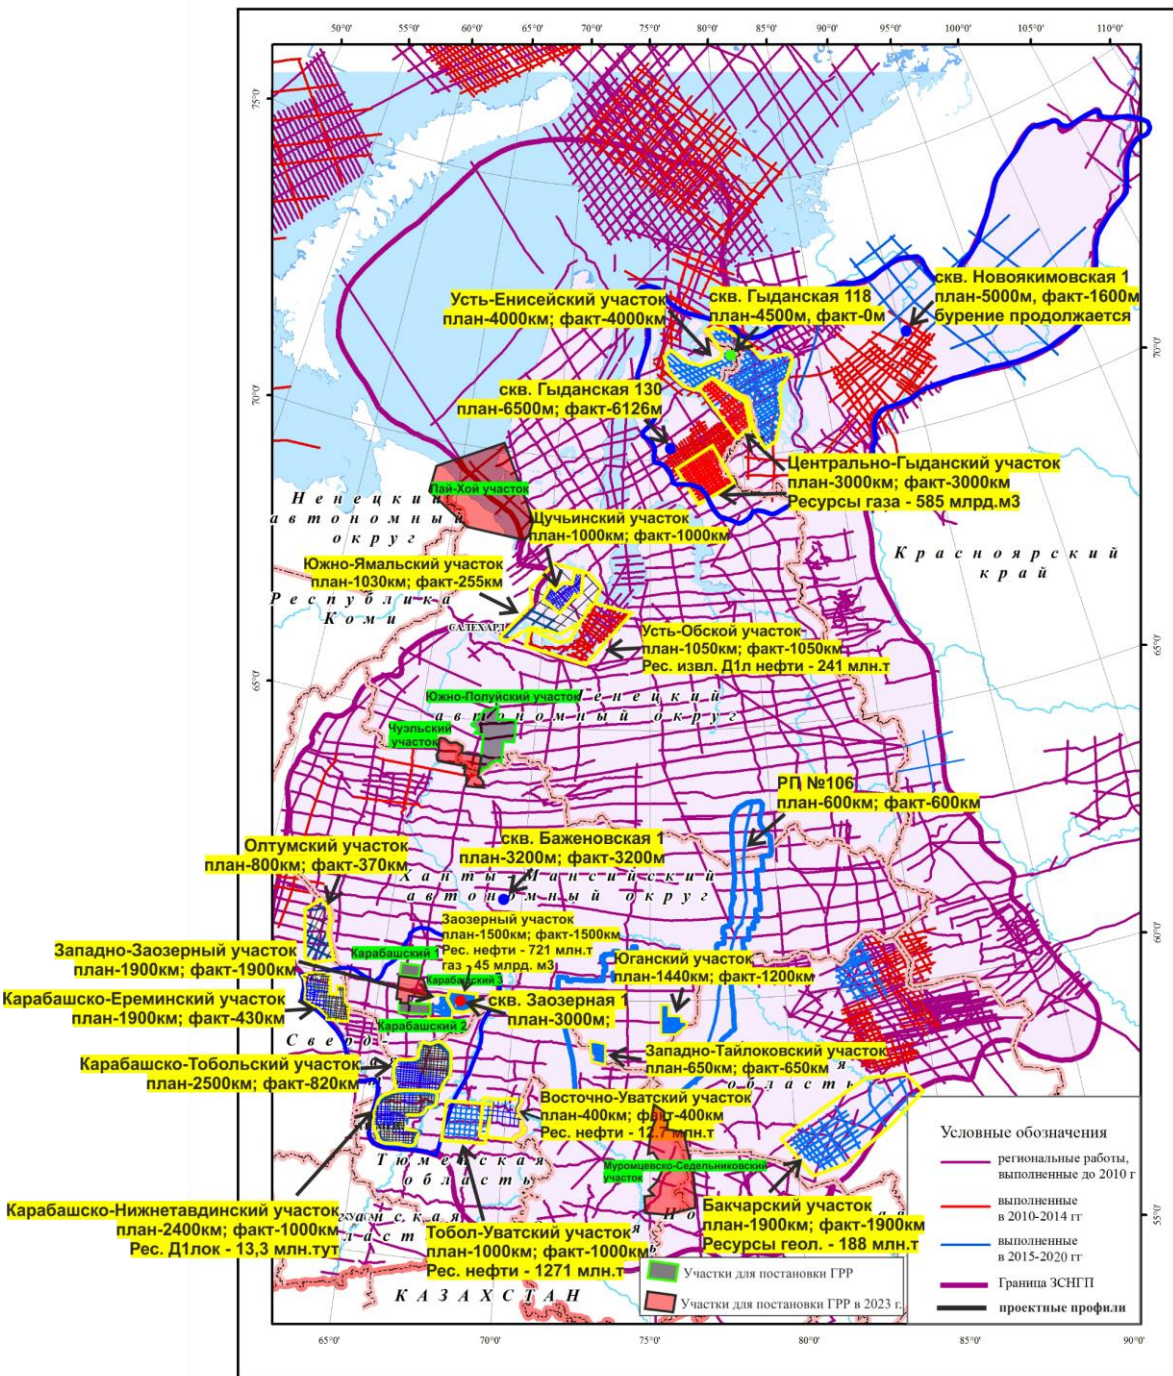 50°0'
55°0'
60°0'
65°0'
70°0'
75°0'
80°0'
85°0'
90°0'
95°0'
100°0'
110°0'
75°0'
70°0'
65°0'
70°0'
65°0'
60°0'
55°0'
Усть-Енисейский участок
план-4000км; факт-4000км
скв. Гыданская 118
план-4500м, факт-0м
скв. Новоякимовская 1
план-5000м, факт-1600м
бурение продолжается
скв. Гыданская 130
план-6500м; факт-6126м
Центрально-Гыданский участок
план-3000км; факт-3000км
Ресурсы газа - 585 млрд.м3
Пай-Хой участок
Ненецкий
автономный
округ
Щучьинский участок
план-1000км; факт-1000км
Южно-Ямальский участок
план-1030км; факт-255км
Республика
Коми
САЛЕХАРД
Красноярский
край
Усть-Обской участок
план-1050км; факт-1050км
Рес. извл. Д1л нефти - 241 млн.т
Южно-Полуйский участок
ненецкий
автономный округ
Чуэльский
участок
РП №106
план-600км; факт-600км
Олтумский участок
план-800км; факт-370км
скв. Баженовская 1
план-3200м; факт-3200м
Ханты-Мансийский
автономный округ
Заозерный участок
план-1500км; факт-1500км
Рес. нефти - 721 млн.т
газ - 45 млрд. м3
Западно-Заозерный участок
план-1900км; факт-1900км
Карабашский 1
Карабашский 3
Карабашский 2
Юганский участок
план-1440км; факт-1200км
скв. Заозерная 1
план-3000м;
Карабашско-Ереминский участок
план-1900км; факт-430км
Сверд-
Карабашско-Тобольский участок
план-2500км; факт-820км
Западно-Тайлоковский участок
план-650км; факт-650км
область
Восточно-Уватский участок
план-400км; факт-400км
Рес. нефти - 12.7 млн.т
Тюменская
область
Муромцевско-Седельниковский
участок
Карабашско-Нижнетавдинский участок
план-2400км; факт-1000км
Рес. Д1лок - 13,3 млн.тут
Тобол-Уватский участок
план-1000км; факт-1000км
Рес. нефти - 1271 млн.т
Бакчарский участок
план-1900км; факт-1900км
Ресурсы геол. - 188 млн.т
КАЗАХСТАН
Условные обозначения
региональные работы,
выполненные до 2010 г
выполненные
в 2010-2014 гг
выполненные
в 2015-2020 гг
Граница ЗСНГП
проектные профили
Участки для постановки ГРР
Участки для постановки ГРР в 2023 г.
65°0'
70°0'
75°0'
80°0'
85°0'
90°0'